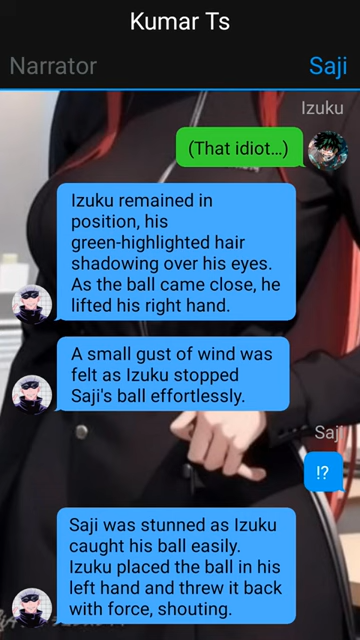 Kumar Ts
Narrator
Saji
Izuku
(That idiot...)
Izuku remained in
position, his
green-highlighted hair
shadowing over his eyes.
As the ball came close, he
lifted his right hand.
A small gust of wind was
felt as Izuku stopped
Saji's ball effortlessly.
Saji
!?
Saji was stunned as Izuku
caught his ball easily.
Izuku placed the ball in his
left hand and threw it back
with force, shouting.